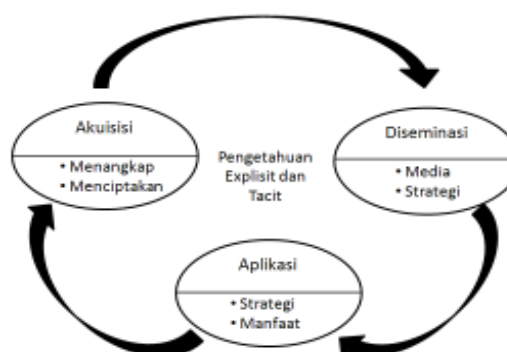 Akuisisi
• Menangkap
• Menciptakan
Pengetahuan
Explisit dan
Tacit
Diseminasi
• Media
• Strategi
Aplikasi
• Strategi
• Manfaat